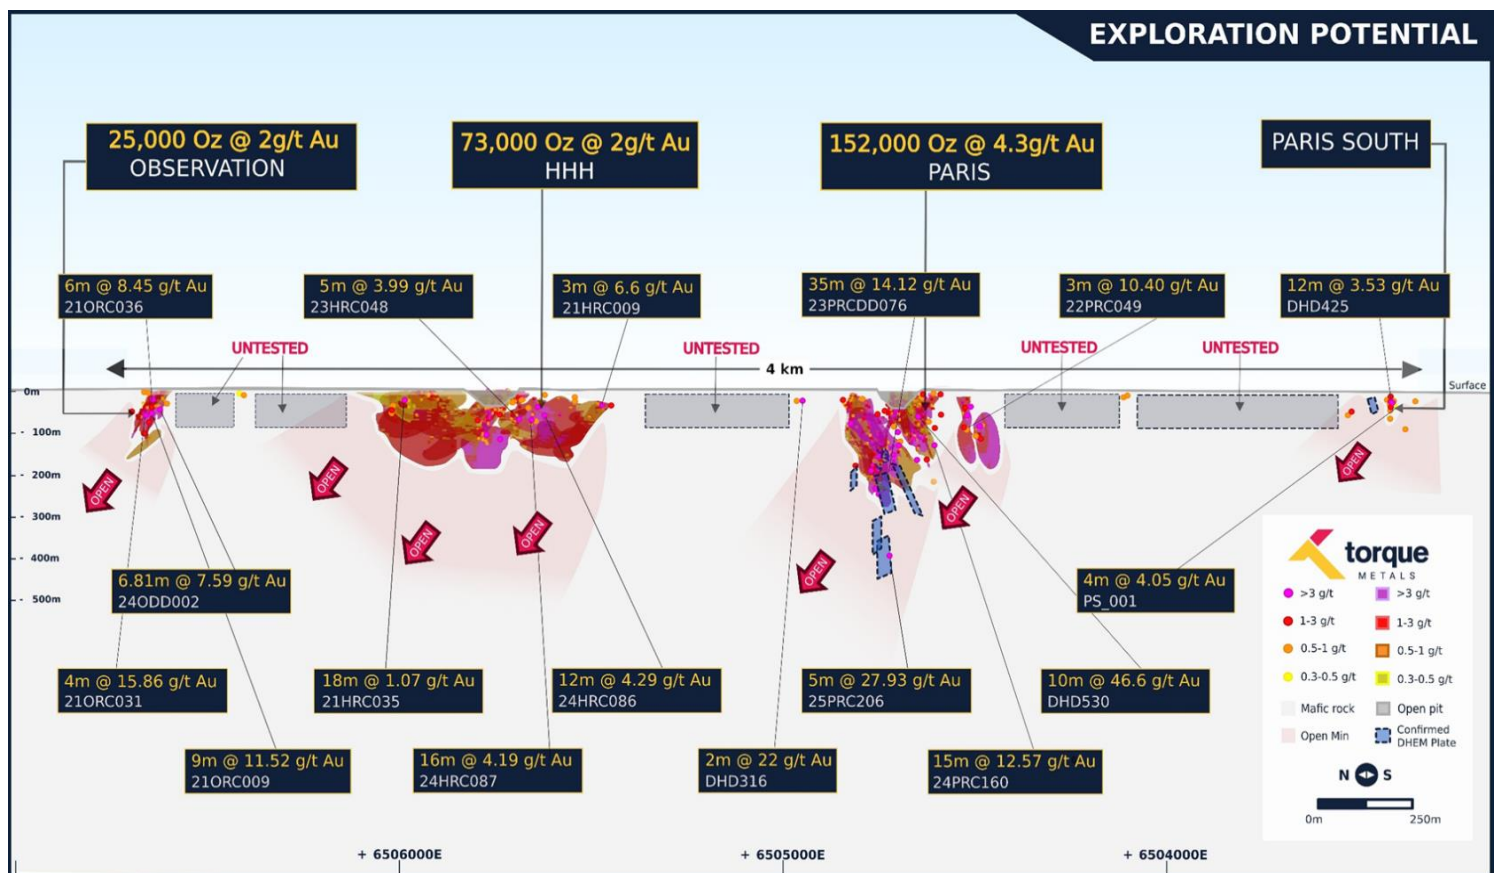 EXPLORATION POTENTIAL
25,000 Oz @ 2g/t Au
OBSERVATION
73,000 Oz @ 2g/t Au
HHH
152,000 Oz @ 4.3g/t Au
PARIS
PARIS SOUTH
6m @ 8.45 g/t Au
21ORC036
5m @ 3.99 g/t Au
23HRC048
3m @ 6.6 g/t Au
21HRC009
35m @ 14.12 g/t Au
23PRCDD076
3m @ 10.40 g/t Au
22PRC049
12m @ 3.53 g/t Au
DHD425
UNTESTED
UNTESTED
UNTESTED
UNTESTED
4 km
Surface
0m
100m
200m
300m
400m
500m
OPEN
OPEN
OPEN
OPEN
OPEN
OPEN
OPEN
6.81m @ 7.59 g/t Au
24ODD002
4m @ 4.05 g/t Au
PS_001
4m @ 15.86 g/t Au
21ORC031
18m @ 1.07 g/t Au
21HRC035
12m @ 4.29 g/t Au
24HRC086
5m @ 27.93 g/t Au
25PRC206
10m @ 46.6 g/t Au
DHD530
9m @ 11.52 g/t Au
21ORC009
16m @ 4.19 g/t Au
24HRC087
2m @ 22 g/t Au
DHD316
15m @ 12.57 g/t Au
24PRC160
torque
METALS
>3 g/t
>3 g/t
1-3 g/t
1-3 g/t
0.5-1 g/t
0.5-1 g/t
0.3-0.5 g/t
0.3-0.5 g/t
Mafic rock
Open pit
Open Min
Confirmed
DHEM Plate
N S
0m 250m
+ 6506000E
+ 6505000E
+ 6504000E